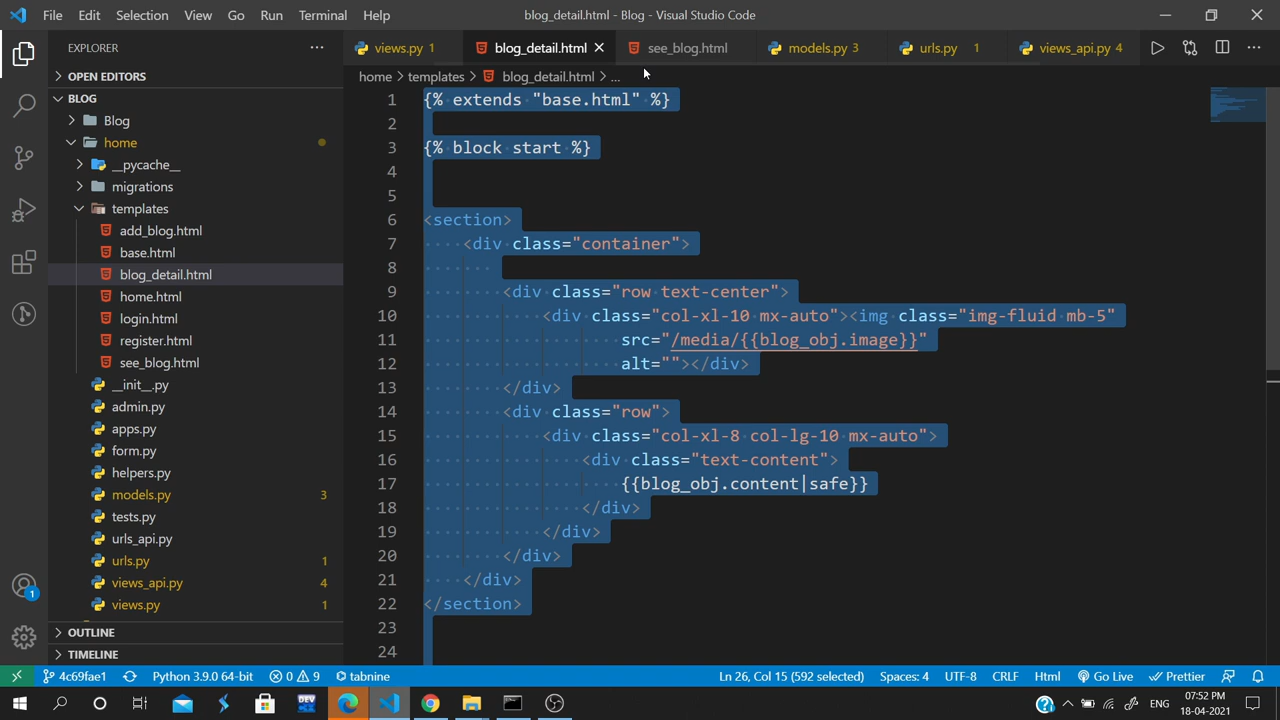 File Edit Selection View Go Run Terminal Help
blog_detail.html - Blog - Visual Studio Code
EXPLORER
views.py 1
blog_detail.html
see_blog.html
models.py 3
urls.py 1
views_api.py 4
OPEN EDITORS
BLOG
Blog
home
__pycache__
migrations
templates
add_blog.html
base.html
blog_detail.html
home.html
login.html
register.html
see_blog.html
__init__.py
admin.py
apps.py
form.py
helpers.py
models.py 3
tests.py
urls_api.py
urls.py 1
views_api.py 4
views.py 1
OUTLINE
TIMELINE
home > templates > blog_detail.html > ...
1 {% extends "base.html" %}
2
3 {% block start %}
4
5
6 <section>
7 <div class="container">
8
9 <div class="row text-center">
10 <div class="col-xl-10 mx-auto"><img class="img-fluid mb-5"
11 src="/media/{{blog_obj.image}}"
12 alt=""></div>
13 </div>
14 <div class="row">
15 <div class="col-xl-8 col-lg-10 mx-auto">
16 <div class="text-content">
17 {{blog_obj.content|safe}}
18 </div>
19 </div>
20 </div>
21 </div>
22 </section>
23
24
1
4c69fae1 Python 3.9.0 64-bit 0 9 tabnine Ln 26, Col 15 (592 selected) Spaces: 4 UTF-8 CRLF Html Go Live Prettier
07:52 PM
18-04-2021